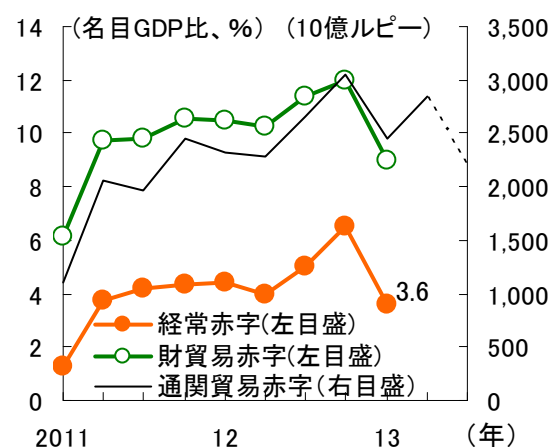 (名目GDP比、%) (10億ルピー)
14 3,500
12 3,000
10 2,500
8 2,000
6 1,500
4 1,000
2 500
0 0
3.6
経常赤字(左目盛)
財貿易赤字(左目盛)
通関貿易赤字(右目盛)
2011 12 13 (年)